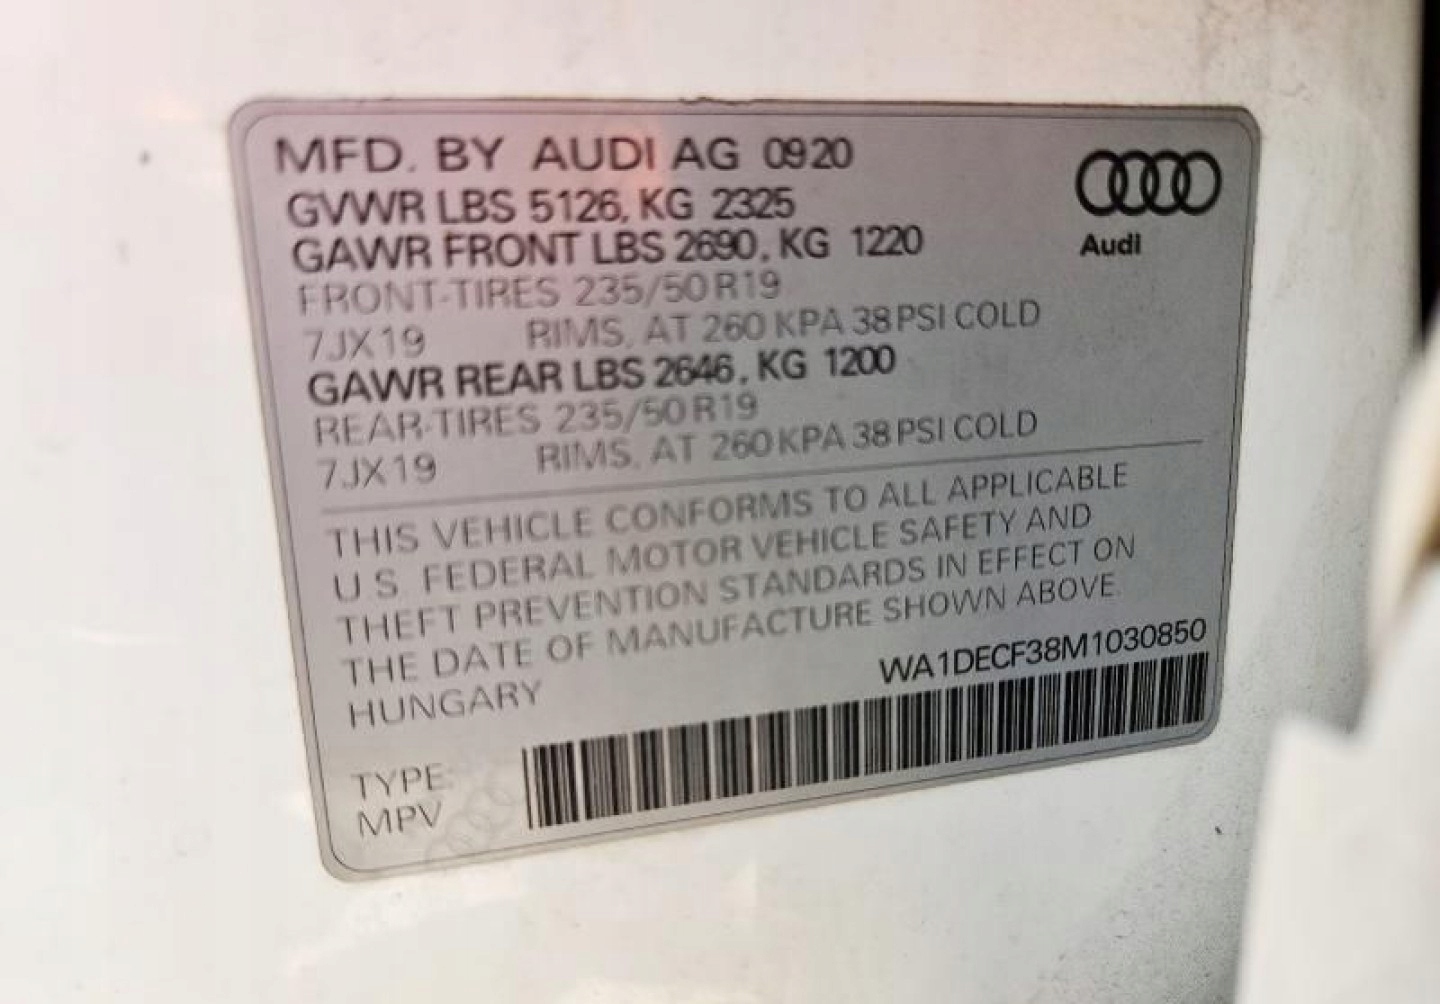 MFD. BY AUDI AG 0920
GVWR LBS 5126, KG 2325
GAWR FRONT LBS 2690, KG 1220
FRONT-TIRES 235/50 R19
7JX19 RIMS, AT 260 KPA 38 PSI COLD
GAWR REAR LBS 2646, KG 1200
REAR-TIRES 235/50 R19
7JX19 RIMS, AT 260 KPA 38 PSI COLD
Audi
THIS VEHICLE CONFORMS TO ALL APPLICABLE
U.S. FEDERAL MOTOR VEHICLE SAFETY AND
THEFT PREVENTION STANDARDS IN EFFECT ON
THE DATE OF MANUFACTURE SHOWN ABOVE.
HUNGARY
WA1DECF38M1030850
TYPE:
MPV